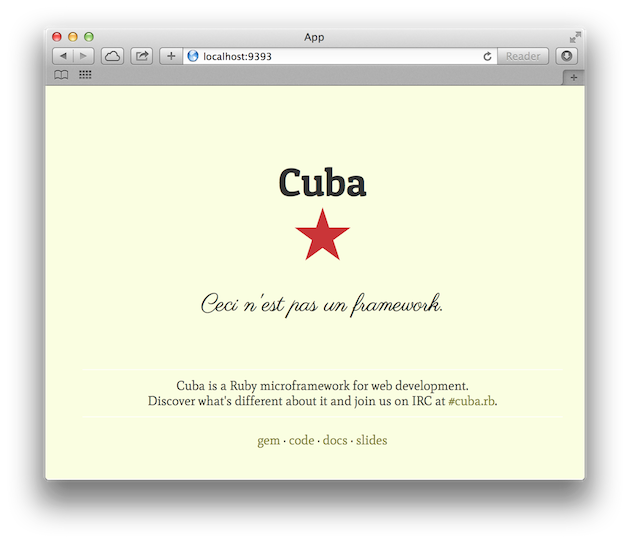 App
localhost:9393
Reader
Cuba
Ceci n'est pas un framework.
Cuba is a Ruby microframework for web development.
Discover what's different about it and join us on IRC at #cuba.rb.
gem · code · docs · slides